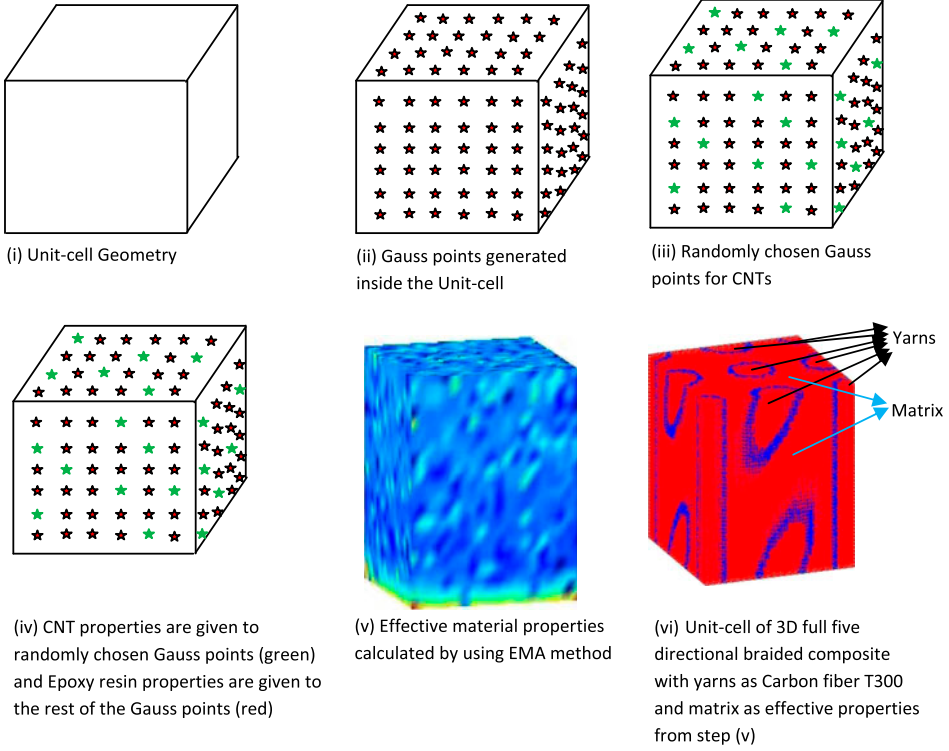 (i) Unit-cell Geometry
(ii) Gauss points generated
inside the Unit-cell
(iii) Randomly chosen Gauss
points for CNTs
Yarns
Matrix
(iv) CNT properties are given to
randomly chosen Gauss points (green)
and Epoxy resin properties are given to
the rest of the Gauss points (red)
(v) Effective material properties
calculated by using EMA method
(vi) Unit-cell of 3D full five
directional braided composite
with yarns as Carbon fiber T300
and matrix as effective properties
from step (v)